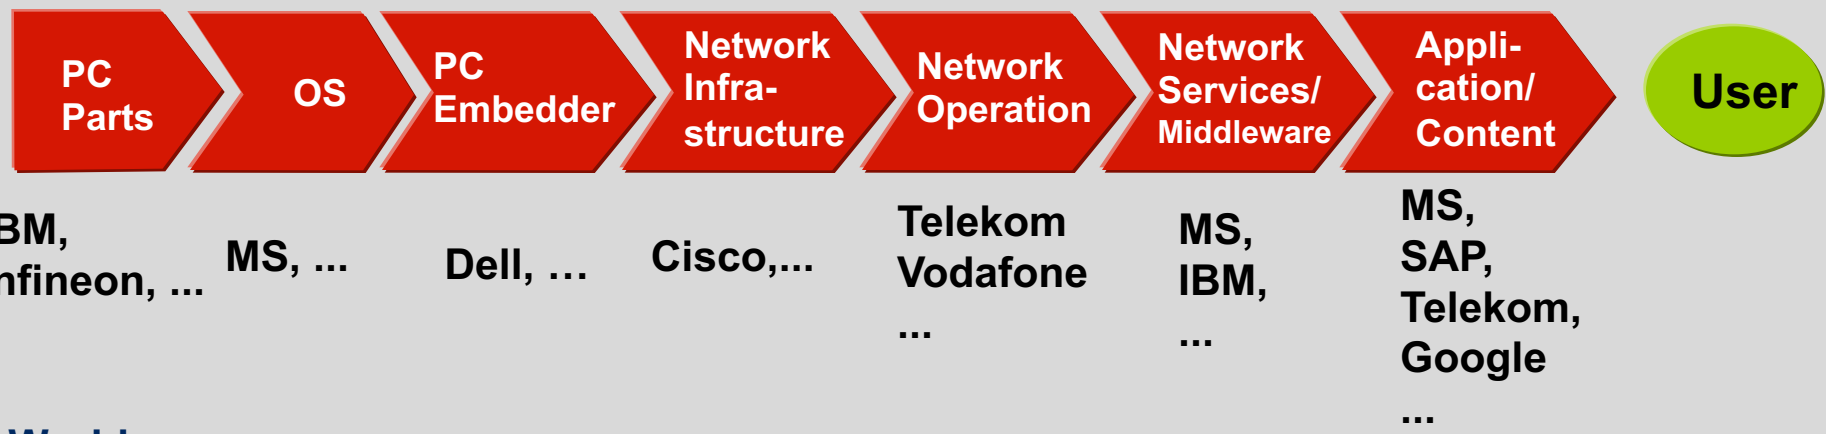 PC
Parts
OS
PC
Embedder
Network
Infra-
structure
Network
Operation
Network
Services/
Middleware
Appli-
cation/
Content
User
BM,
nfineon, ...
MS, ...
Dell, …
Cisco,...
Telekom
Vodafone
...
MS,
IBM,
...
MS,
SAP,
Telekom,
Google
...